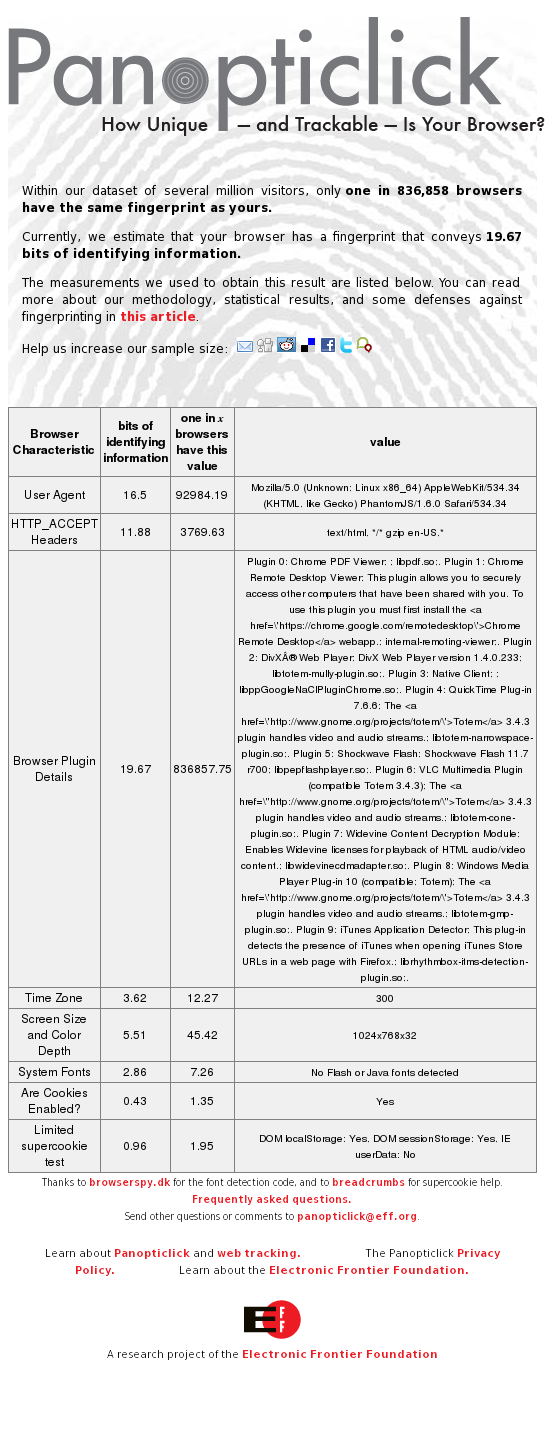 Panopticlick
How Unique — and Trackable — Is Your Browser?
Within our dataset of several million visitors, only one in 836,858 browsers
have the same fingerprint as yours.
Currently, we estimate that your browser has a fingerprint that conveys 19.67
bits of identifying information.
The measurements we used to obtain this result are listed below. You can read
more about our methodology, statistical results, and some defenses against
fingerprinting in this article.
Help us increase our sample size:
Browser
Characteristic
bits of
identifying
information
one in x
browsers
have this
value
value
User Agent
16.5
92984.19
Mozilla/5.0 (Unknown; Linux x86_64) AppleWebKit/534.34
(KHTML, like Gecko) PhantomJS/1.6.0 Safari/534.34
HTTP_ACCEPT
Headers
11.88
3769.63
text/html, */* gzip en-US,*
Browser Plugin
Details
19.67
836857.75
Plugin 0: Chrome PDF Viewer; ; libpdf.so;. Plugin 1: Chrome
Remote Desktop Viewer; This plugin allows you to securely
access other computers that have been shared with you. To
use this plugin you must first install the <a
href=\'https://chrome.google.com/remotedesktop\'>Chrome
Remote Desktop</a> webapp.; internal-remoting-viewer;. Plugin
2: DivXÂ® Web Player; DivX Web Player version 1.4.0.233;
libtotem-mully-plugin.so;. Plugin 3: Native Client; ;
libppGoogleNaClPluginChrome.so;. Plugin 4: QuickTime Plug-in
7.6.6; The <a
href=\'http://www.gnome.org/projects/totem/\'>Totem</a> 3.4.3
plugin handles video and audio streams.; libtotem-narrowspace-
plugin.so;. Plugin 5: Shockwave Flash; Shockwave Flash 11.7
r700; libpepflashplayer.so;. Plugin 6: VLC Multimedia Plugin
(compatible Totem 3.4.3); The <a
href=\"http://www.gnome.org/projects/totem/\">Totem</a> 3.4.3
plugin handles video and audio streams.; libtotem-cone-
plugin.so;. Plugin 7: Widevine Content Decryption Module;
Enables Widevine licenses for playback of HTML audio/video
content.; libwidevinecdmadapter.so;. Plugin 8: Windows Media
Player Plug-in 10 (compatible; Totem); The <a
href=\'http://www.gnome.org/projects/totem/\'>Totem</a> 3.4.3
plugin handles video and audio streams.; libtotem-gmp-
plugin.so;. Plugin 9: iTunes Application Detector; This plug-in
detects the presence of iTunes when opening iTunes Store
URLs in a web page with Firefox.; librhythmbox-itms-detection-
plugin.so;.
Time Zone
3.62
12.27
300
Screen Size
and Color
Depth
5.51
45.42
1024x768x32
System Fonts
2.86
7.26
No Flash or Java fonts detected
Are Cookies
Enabled?
0.43
1.35
Yes
Limited
supercookie
test
0.96
1.95
DOM localStorage: Yes, DOM sessionStorage: Yes, IE
userData: No
Thanks to browserspy.dk for the font detection code, and to breadcrumbs for supercookie help.
Frequently asked questions.
Send other questions or comments to panopticlick@eff.org.
Learn about Panopticlick and web tracking. The Panopticlick Privacy
Policy. Learn about the Electronic Frontier Foundation.
EFF
A research project of the Electronic Frontier Foundation